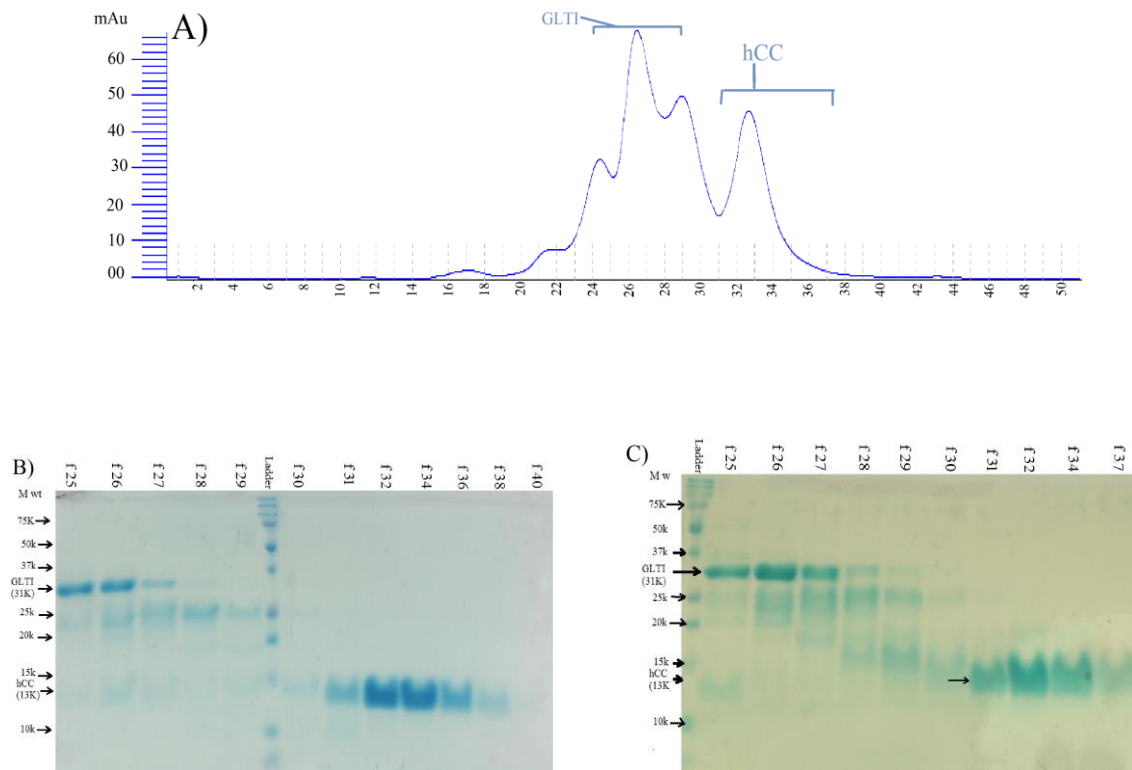 mAu
A)
GLTI
hCC
60
50
40
30
20
10
00
2 4 6 8 10 12 14 16 18 20 22 24 26 28 30 32 34 36 38 40 42 44 46 48 50
B)
f 25 f 26 f 27 f 28 f 29 Ladder f 30 f 31 f 32 f 34 f 36 f 38 f 40
M wt
75K
50k
37k
GLTI
(31K)
25k
20k
15k
hCC
(13K)
10k
C)
Ladder f 25 f 26 f 27 f 28 f 29 f 30 f 31 f 32 f 34 f 37
M w
75K
50k
37k
GLTI
(31K)
25k
20k
15k
hCC
(13K
10k